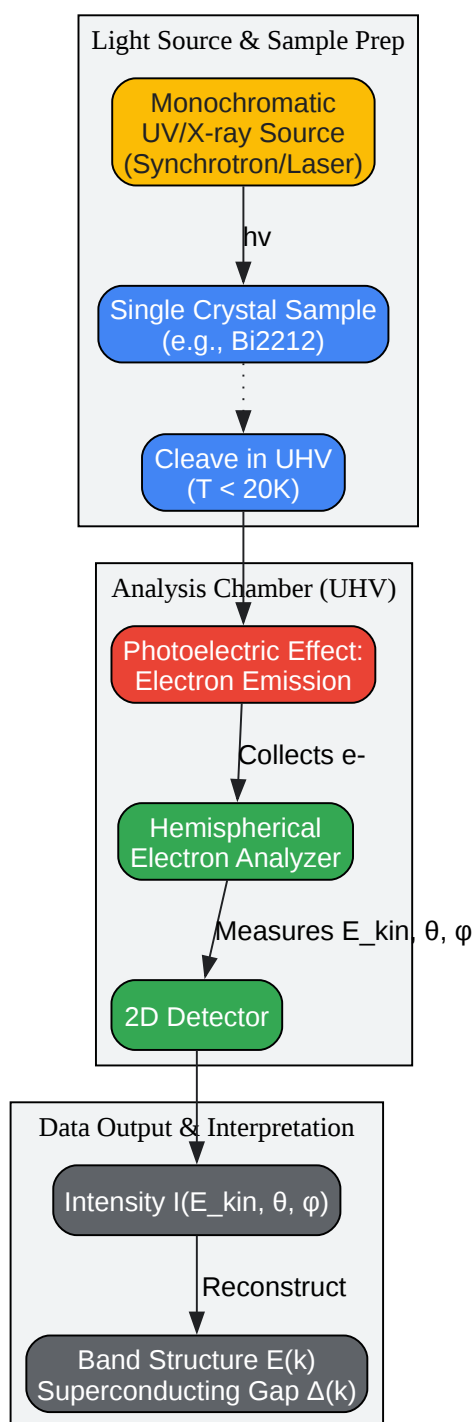 Light Source & Sample Prep
Monochromatic
UV/X-ray Source
(Synchrotron/Laser)
hν
Single Crystal Sample
(e.g., Bi2212)
Cleave in UHV
(T < 20K)
Analysis Chamber (UHV)
Photoelectric Effect:
Electron Emission
Collects e-
Hemispherical
Electron Analyzer
Measures E_kin, θ, φ
2D Detector
Data Output & Interpretation
Intensity I(E_kin, θ, φ)
Reconstruct
Band Structure E(k)
Superconducting Gap Δ(k)